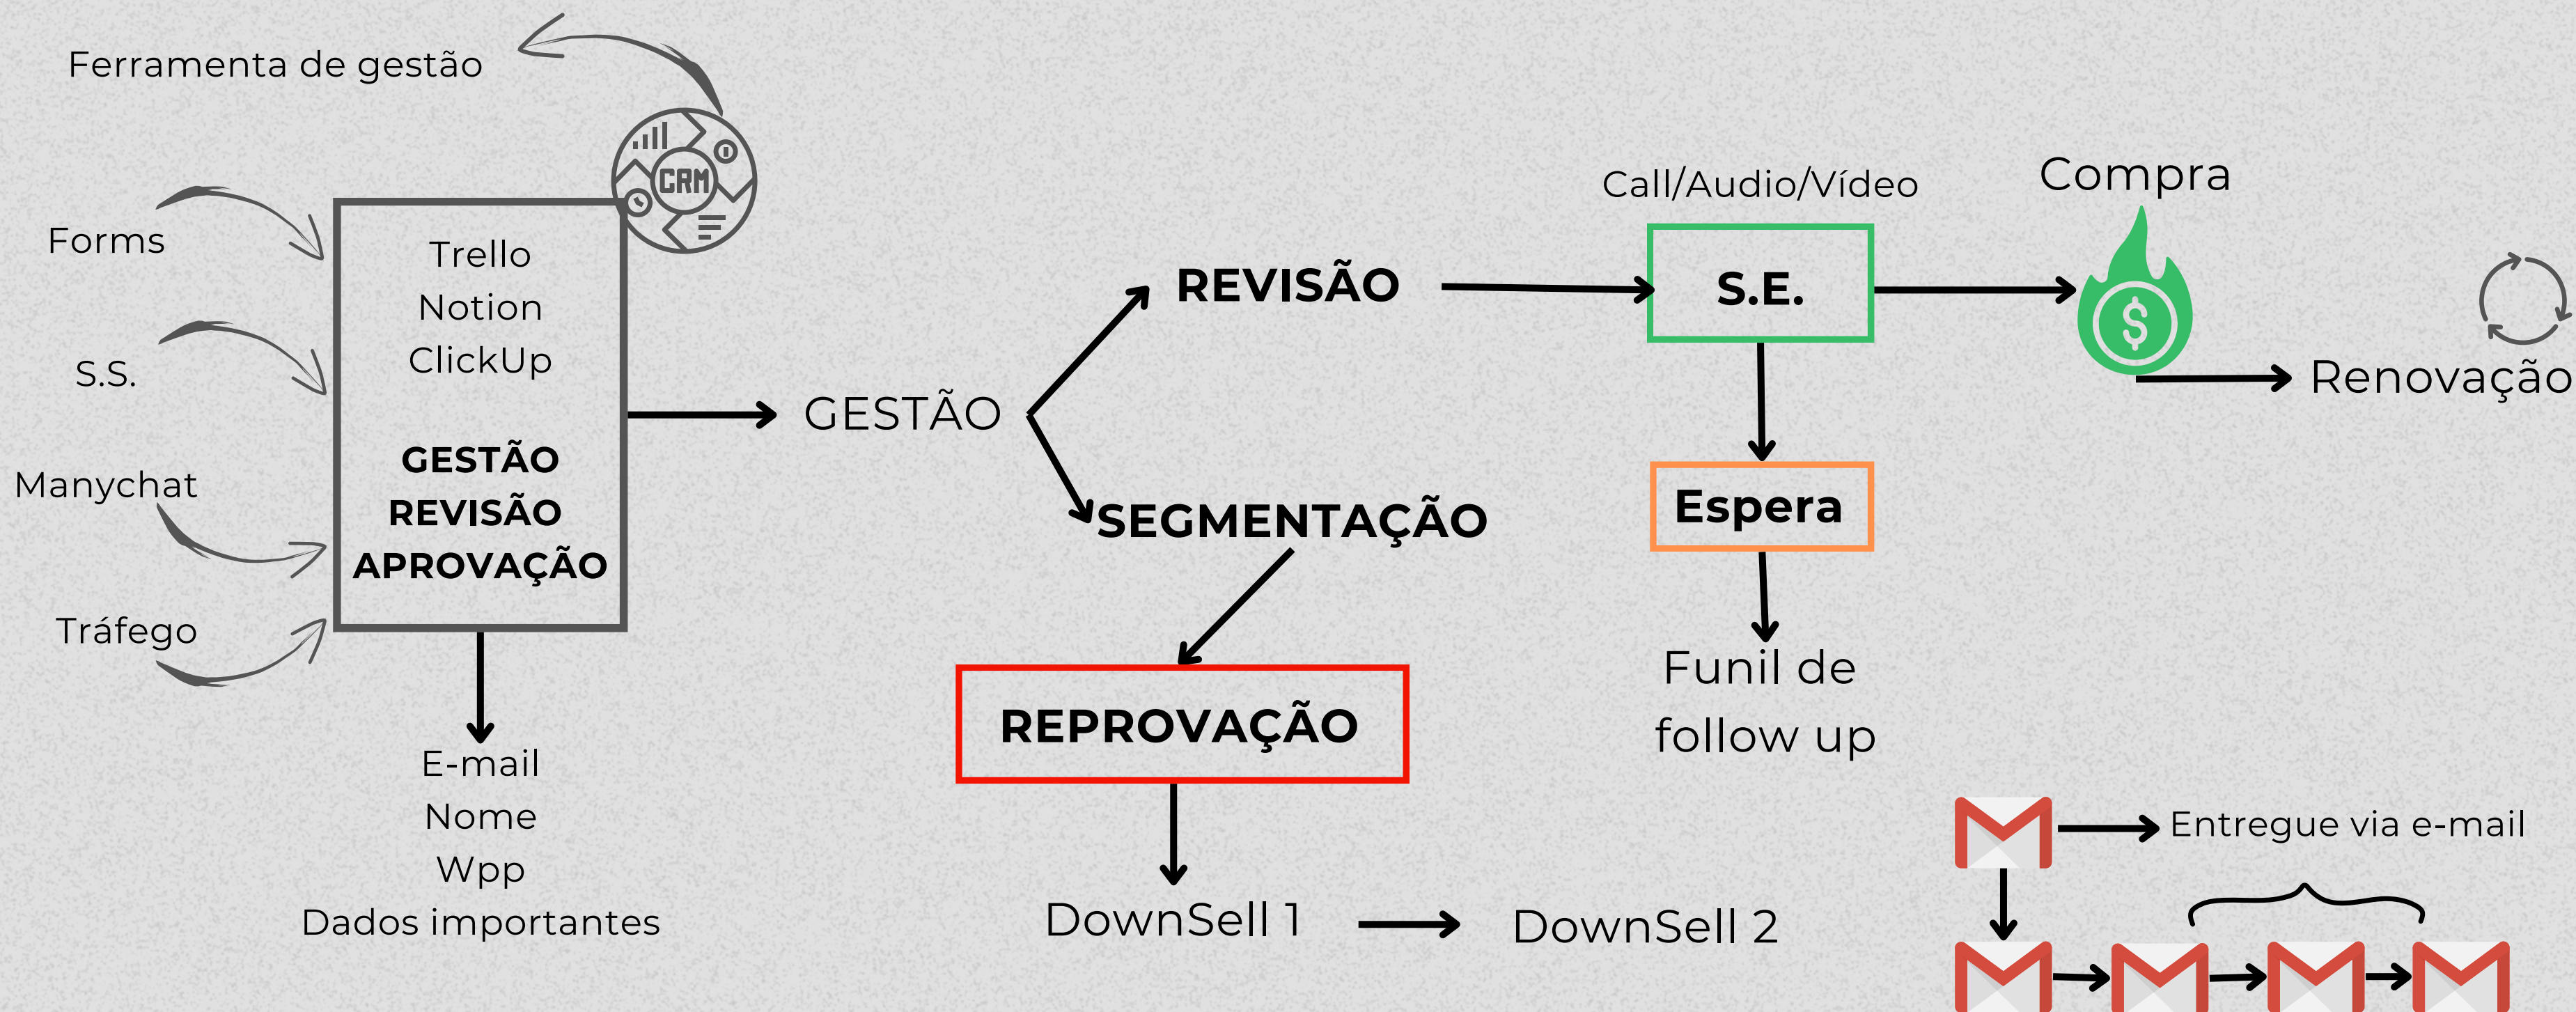 Ferramenta de gestão
CRM
Forms
S.S.
Manychat
Tráfego
Trello
Notion
ClickUp
GESTÃO
REVISÃO
APROVAÇÃO
E-mail
Nome
Wpp
Dados importantes
GESTÃO
REVISÃO
SEGMENTAÇÃO
REPROVAÇÃO
DownSell 1
DownSell 2
Call/Audio/Vídeo
S.E.
Espera
Funil de
follow up
Compra
$
Renovação
Entregue via e-mail